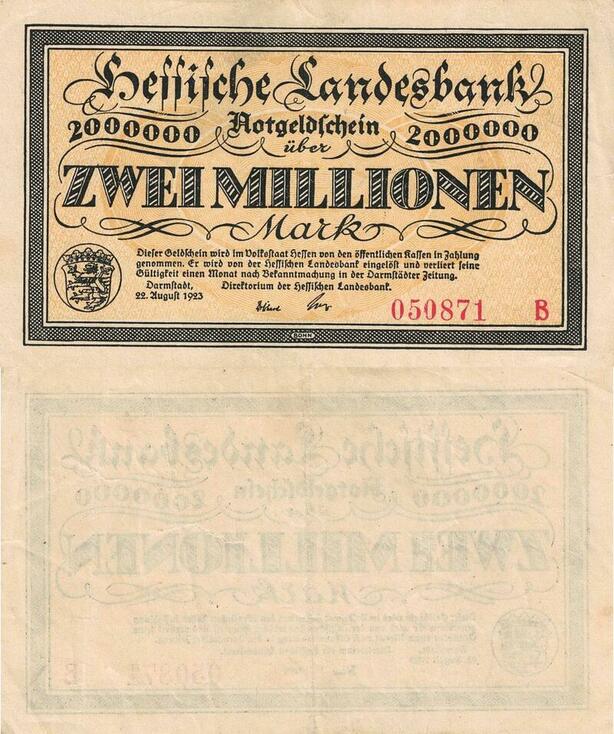 Hessische Landesbank
2000000 Notgeldschein 2000000
über
ZWEI MILLIONEN
Mark
Dieser Geldschein wird im Volksstaat Hessen von den öffentlichen Kassen in Zahlung
genommen. Er wird von der Hessischen Landesbank eingelöst und verliert seine
Gültigkeit einen Monat nach Bekanntmachung in der Darmstädter Zeitung.
Darmstadt, Direktorium der Hessischen Landesbank.
22. August 1923
050871 B